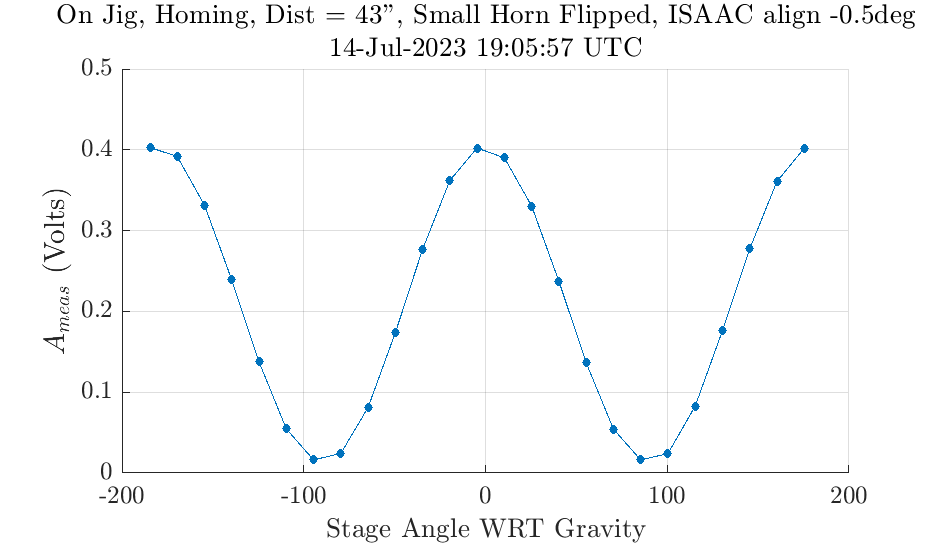 On Jig, Homing, Dist = 43”, Small Horn Flipped, ISAAC align -0.5deg
14-Jul-2023 19:05:57 UTC
0.5
0.4
0.3
0.2
0.1
0
A_meas (Volts)
-200
-100
0
100
200
Stage Angle WRT Gravity